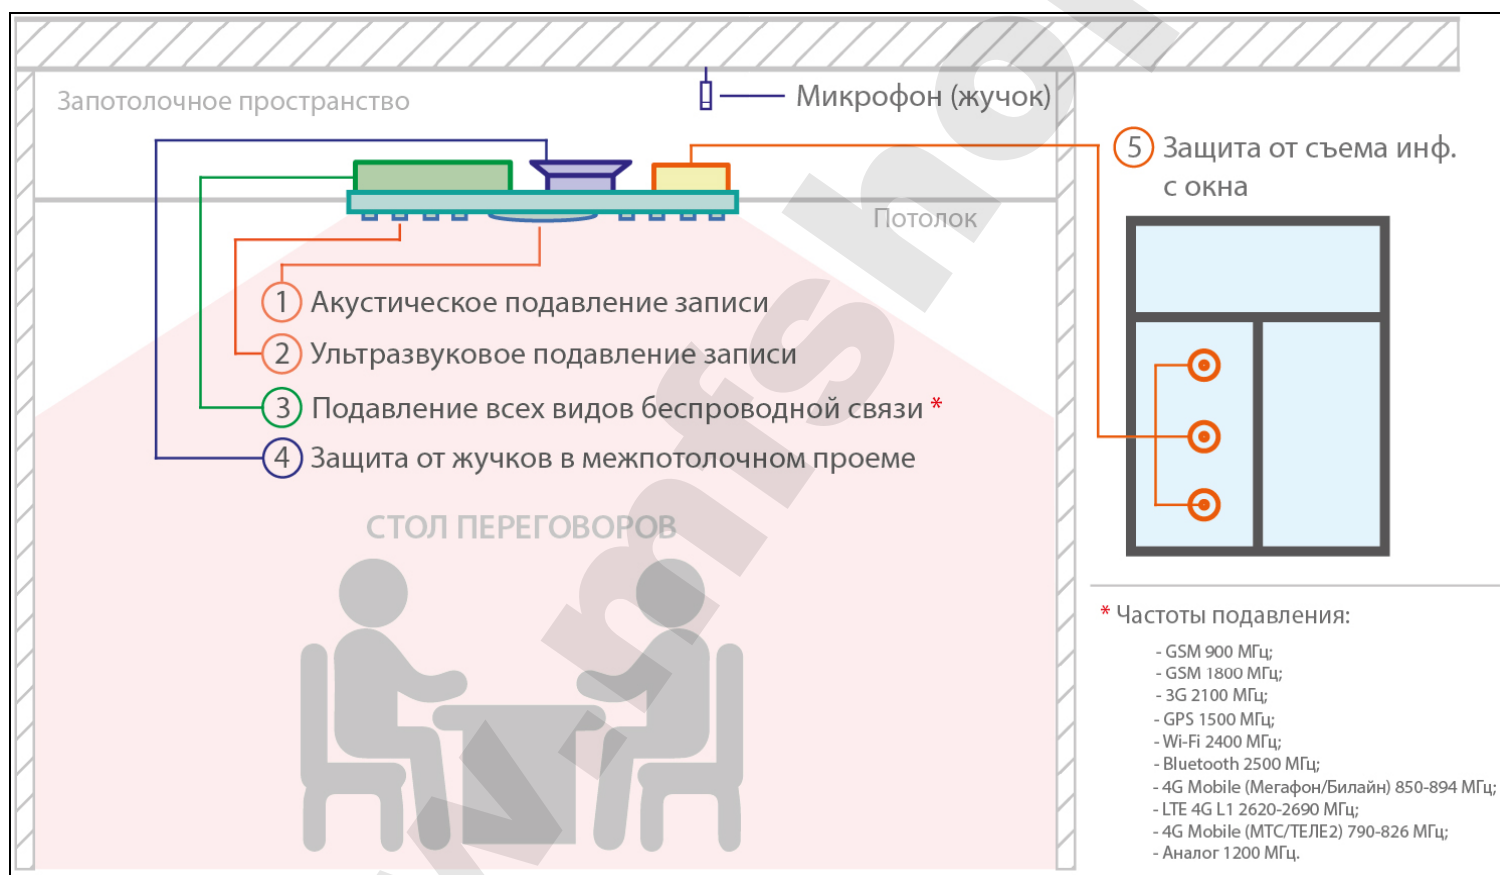 Запотолочное пространство
Микрофон (жучок)
5 Защита от съема инф.
с окна
Потолок
1 Акустическое подавление записи
2 Ультразвуковое подавление записи
3 Подавление всех видов беспроводной связи *
4 Защита от жучков в межпотолочном проеме
СТОЛ ПЕРЕГОВОРОВ
* Частоты подавления:
- GSM 900 МГц;
- GSM 1800 МГц;
- 3G 2100 МГц;
- GPS 1500 МГц;
- Wi-Fi 2400 МГц;
- Bluetooth 2500 МГц;
- 4G Mobile (Мегафон/Билайн) 850-894 МГц;
- LTE 4G L1 2620-2690 МГц;
- 4G Mobile (МТС/ТЕЛЕ2) 790-826 МГц;
- Аналог 1200 МГц.